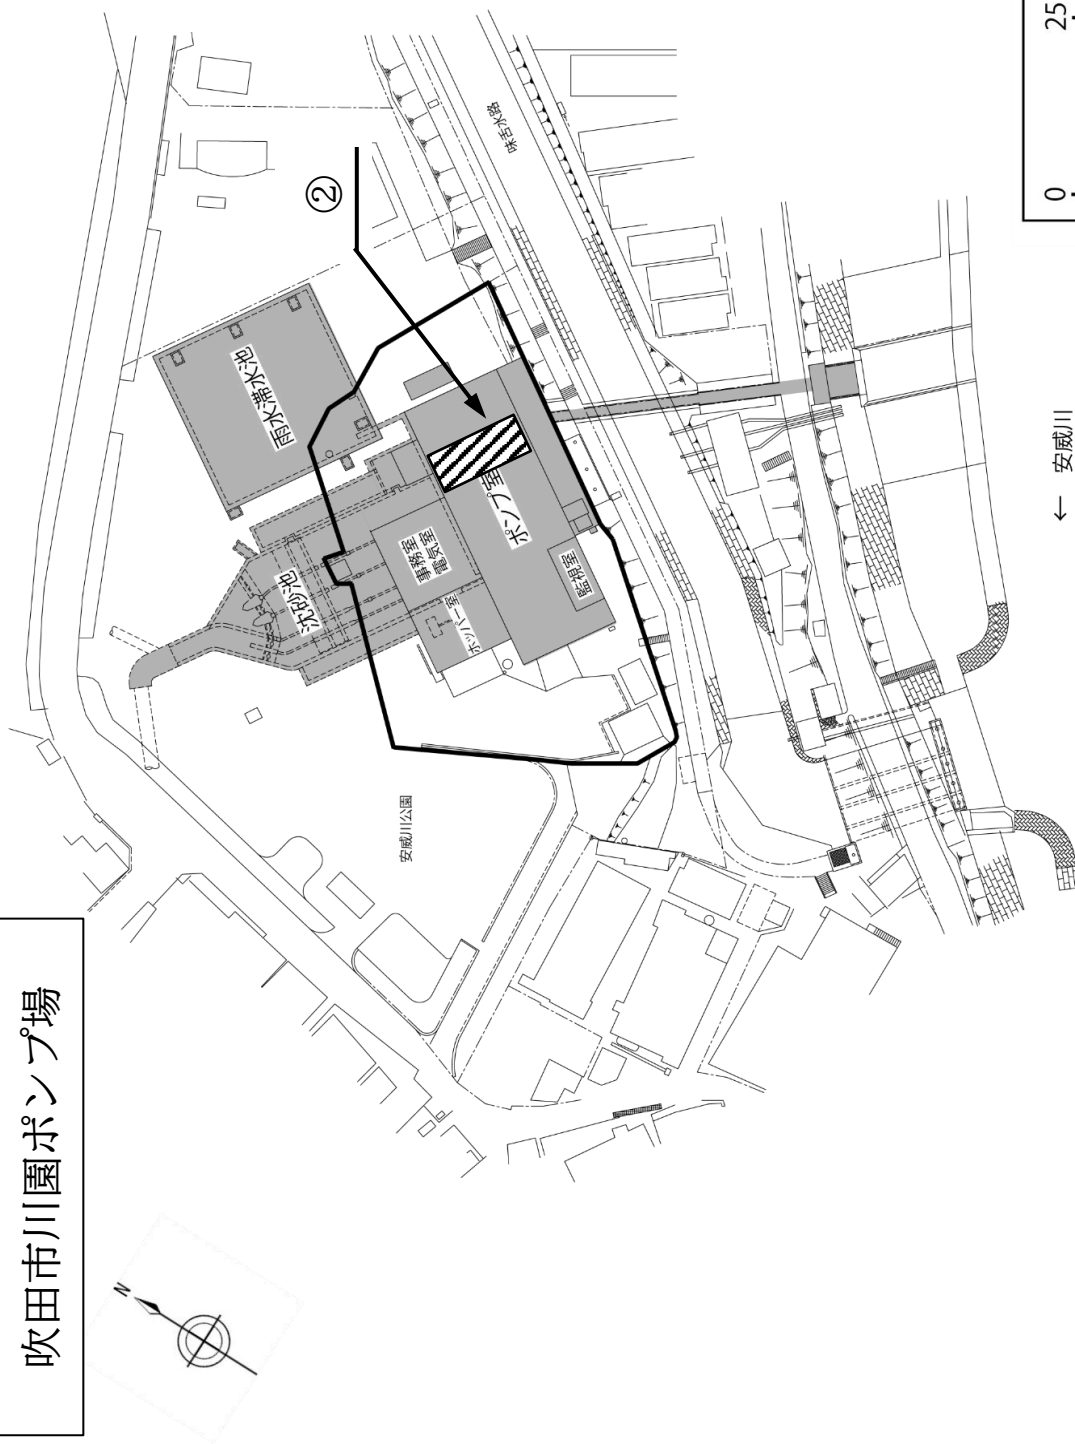 吹田市川園ポンプ場
N
②
雨水滞水池
沈砂池
事務室
電気室
ポンプ室
ホッパー室
監視室
味舌水路
安威川公園
← 安威川
0
25